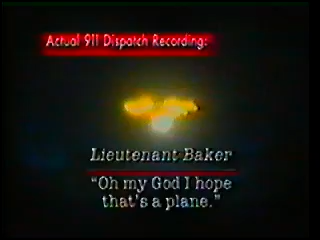 Actual 911 Dispatch Recording:
Lieutenant Baker
"Oh my God I hope
that's a plane."